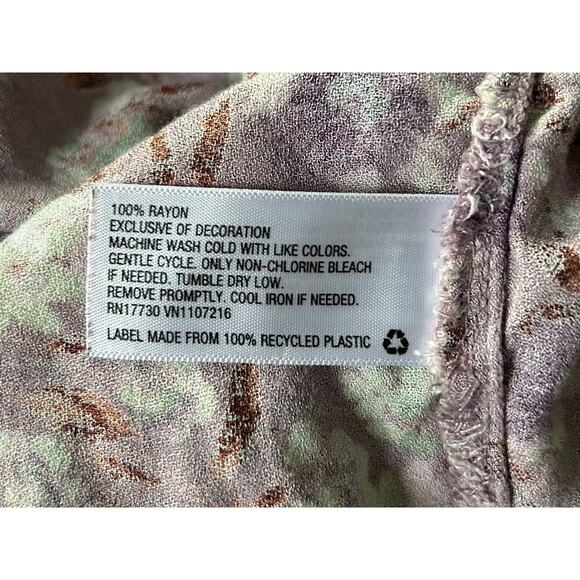 100% RAYON
EXCLUSIVE OF DECORATION
MACHINE WASH COLD WITH LIKE COLORS.
GENTLE CYCLE. ONLY NON-CHLORINE BLEACH
IF NEEDED. TUMBLE DRY LOW.
REMOVE PROMPTLY. COOL IRON IF NEEDED.
RN17730 VN1107216
LABEL MADE FROM 100% RECYCLED PLASTIC